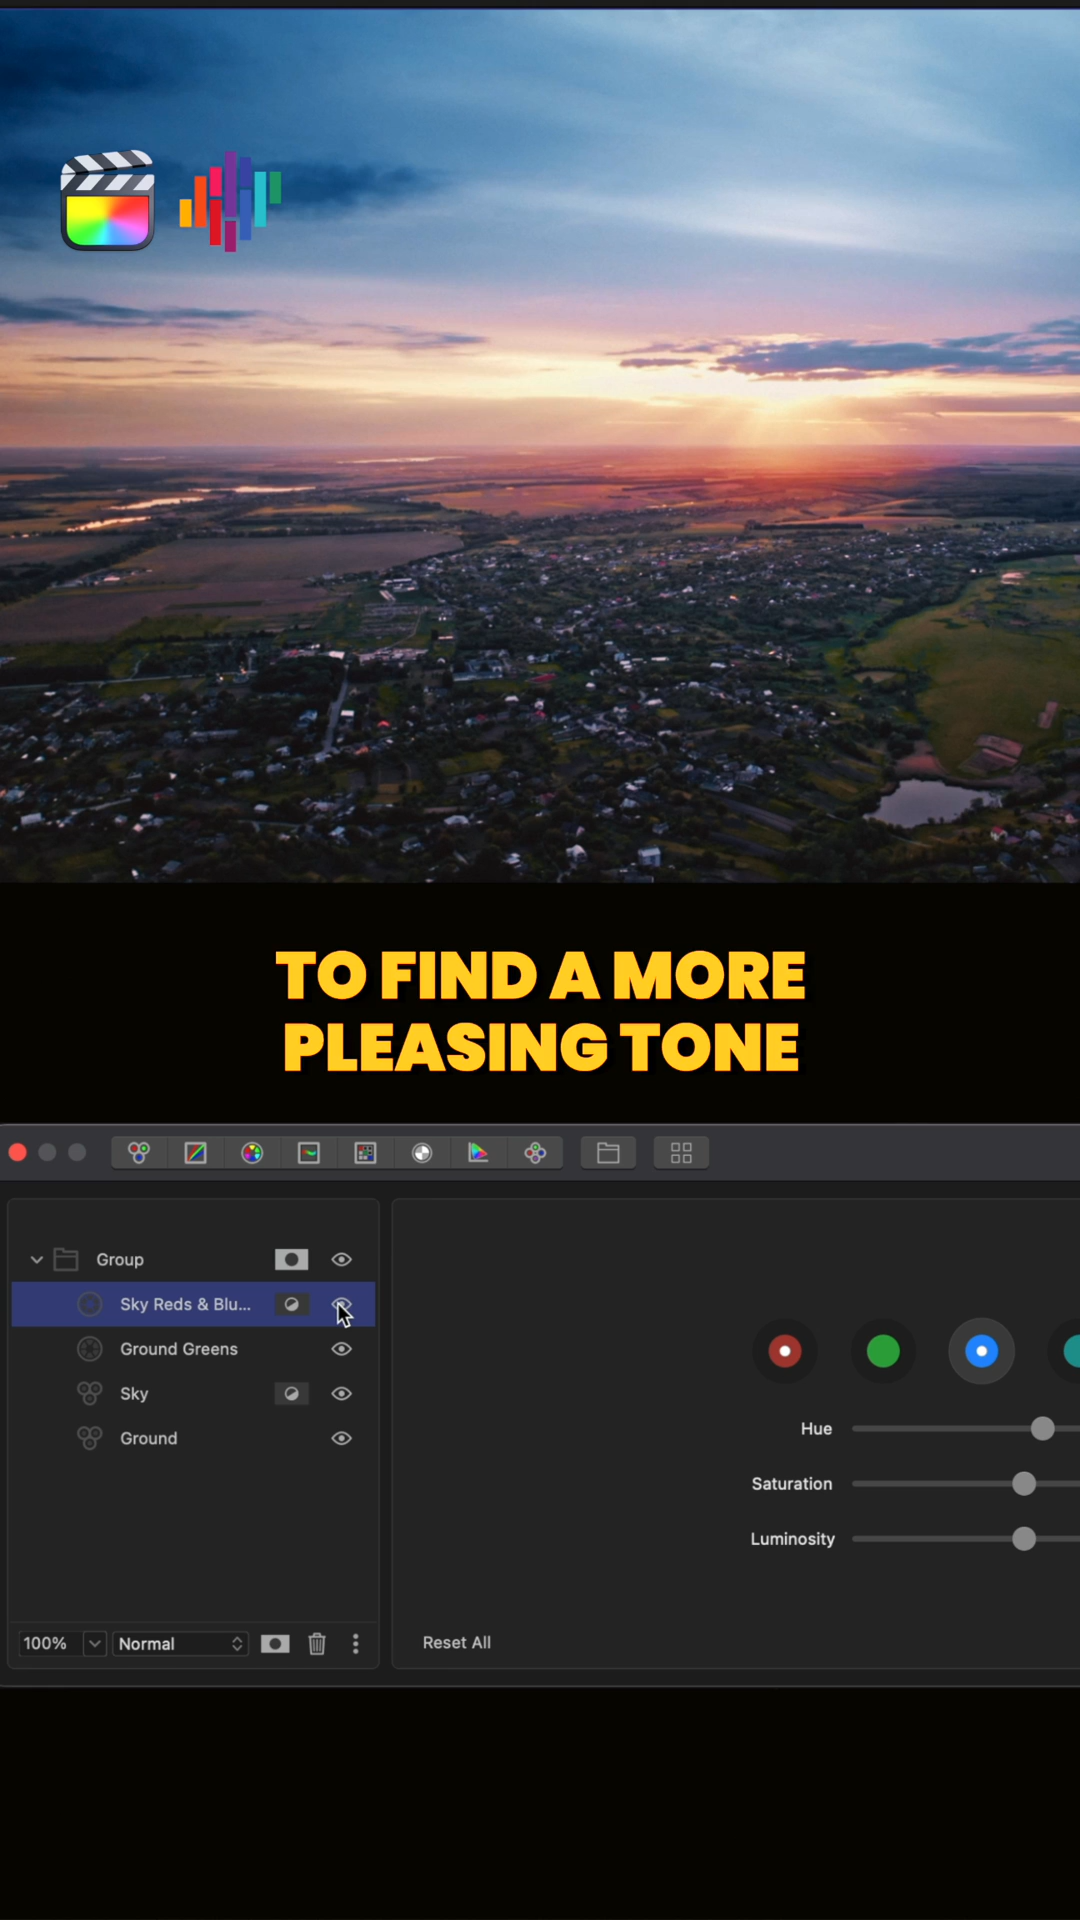 TO FIND A MORE
PLEASING TONE
Group
Sky Reds & Blu...
Ground Greens
Sky
Ground
Hue
Saturation
Luminosity
100%
Normal
Reset All